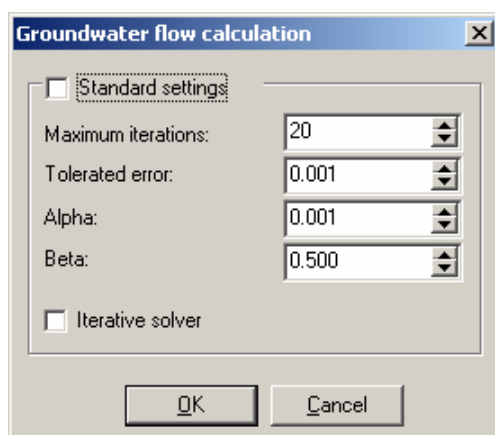 Groundwater flow calculation
Standard settings
Maximum iterations: 20
Tolerated error: 0.001
Alpha: 0.001
Beta: 0.500
Iterative solver
OK Cancel